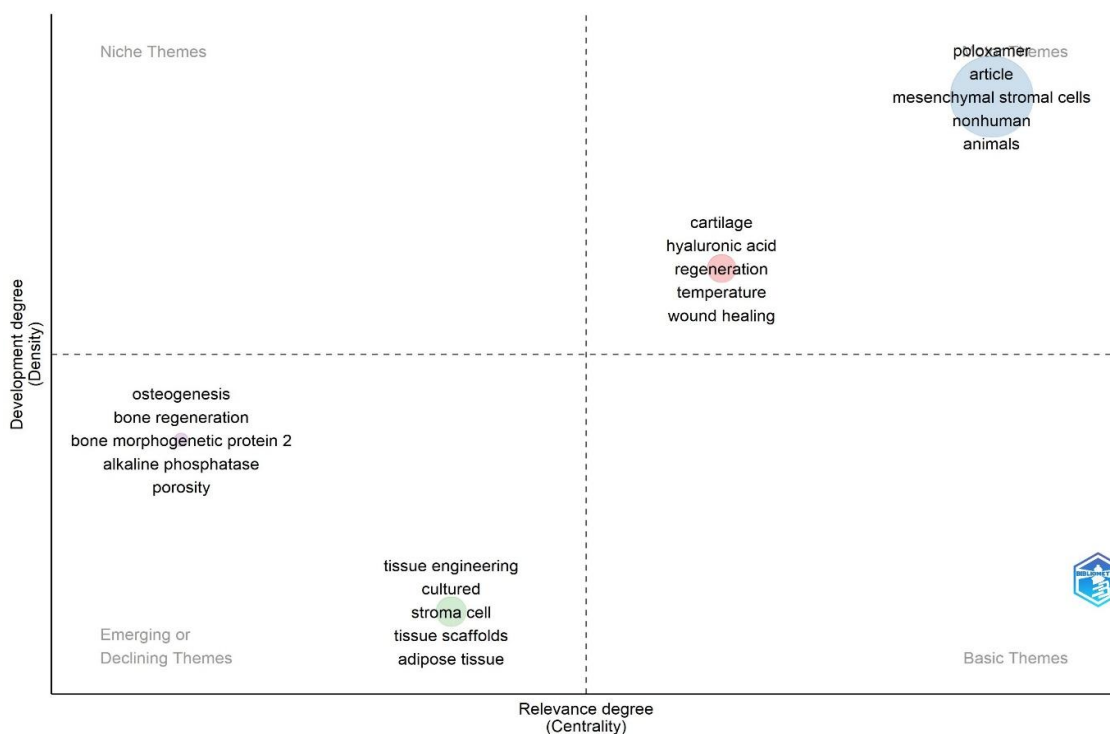 Niche Themes
Themes
poloxamer
article
mesenchymal stromal cells
nonhuman
animals
cartilage
hyaluronic acid
regeneration
temperature
wound healing
Development degree
(Density)
osteogenesis
bone regeneration
bone morphogenetic protein 2
alkaline phosphatase
porosity
tissue engineering
cultured
stroma cell
tissue scaffolds
adipose tissue
Emerging or
Declining Themes
Basic Themes
Relevance degree
(Centrality)